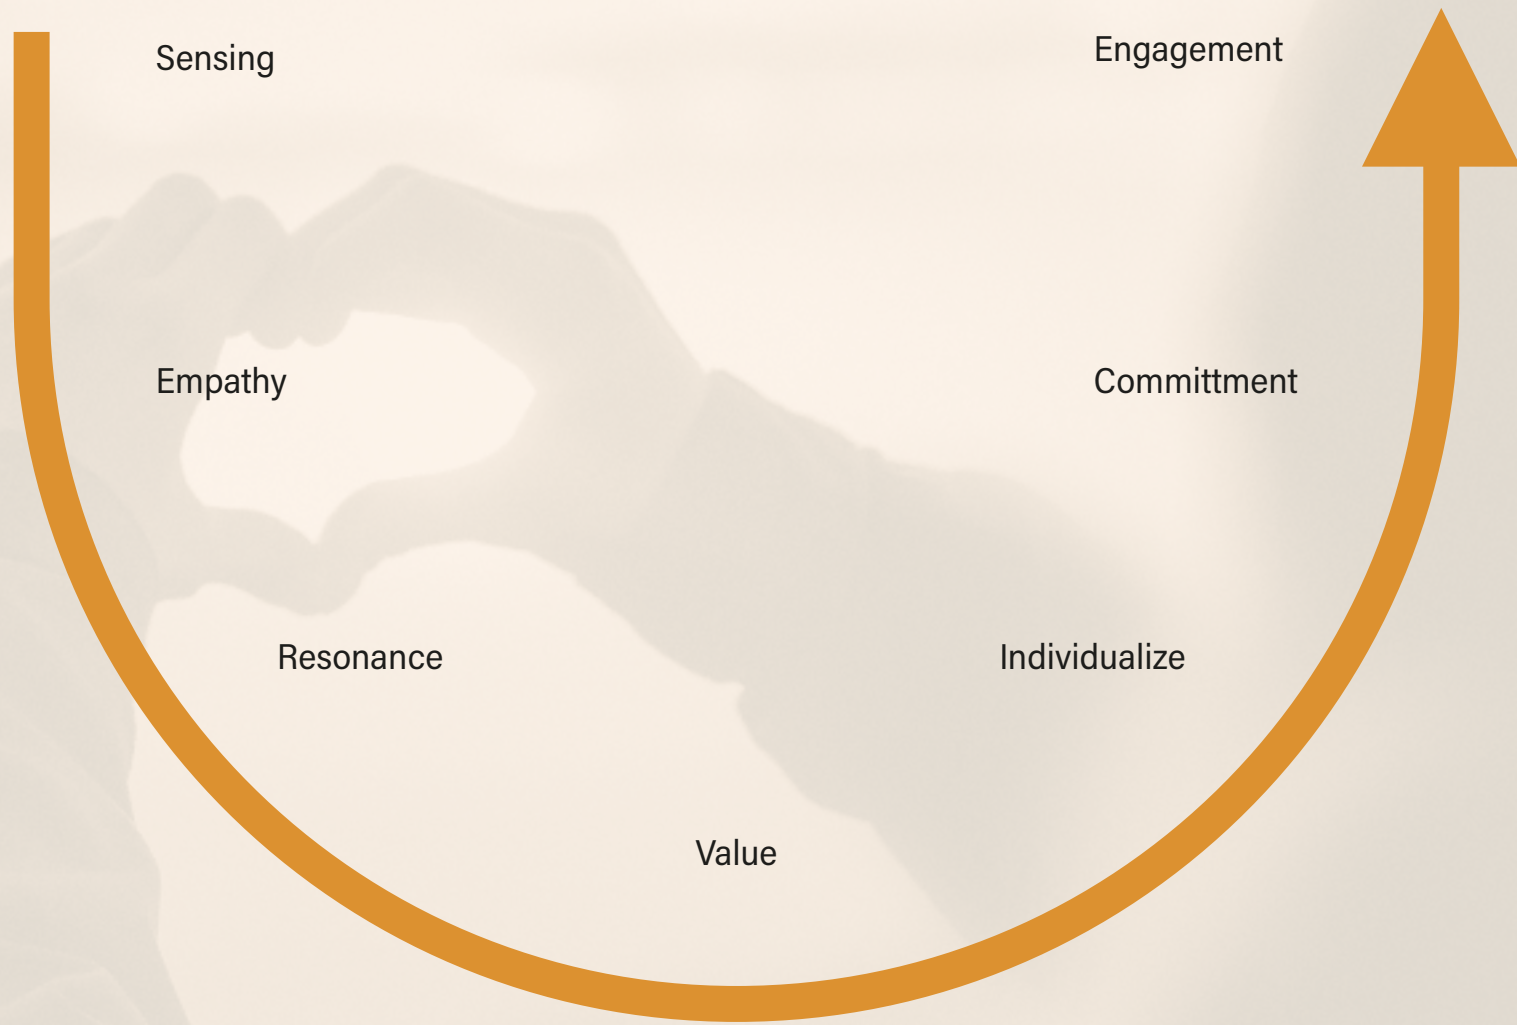 Sensing
Empathy
Resonance
Value
Individualize
Committment
Engagement